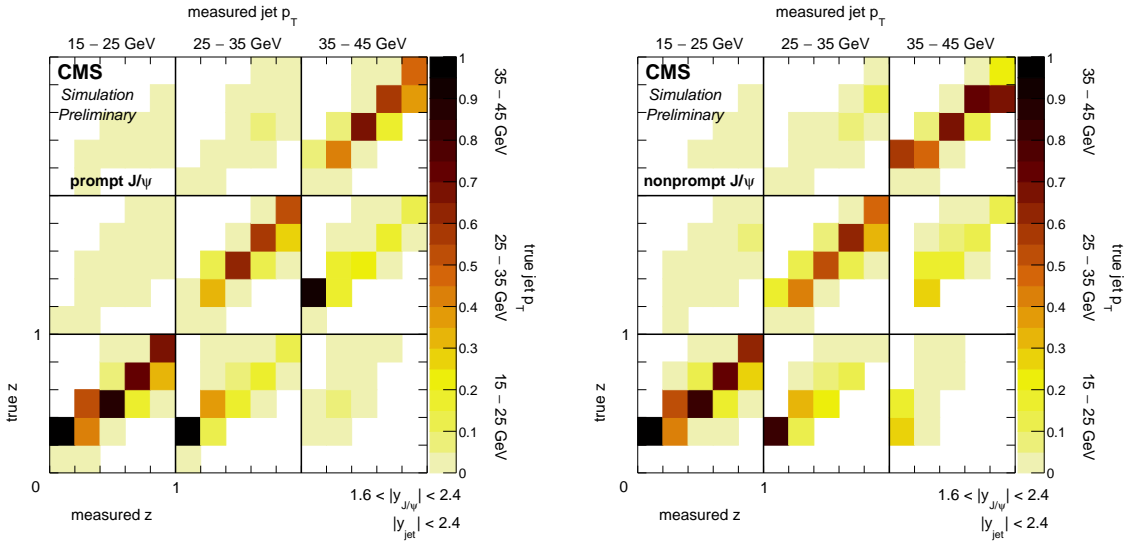 measured jet p_T
15 − 25 GeV 25 − 35 GeV 35 − 45 GeV
CMS
Simulation
Preliminary
prompt J/ψ
1
0.9
0.8
0.7
0.6
0.5
0.4
0.3
0.2
0.1
0
35 − 45 GeV
25 − 35 GeV
15 − 25 GeV
true jet p_T
1
true z
0 1
measured z
1.6 < |y_J/ψ| < 2.4
|y_jet| < 2.4
measured jet p_T
15 − 25 GeV 25 − 35 GeV 35 − 45 GeV
CMS
Simulation
Preliminary
nonprompt J/ψ
1
0.9
0.8
0.7
0.6
0.5
0.4
0.3
0.2
0.1
0
35 − 45 GeV
25 − 35 GeV
15 − 25 GeV
true jet p_T
1
true z
0 1
measured z
1.6 < |y_J/ψ| < 2.4
|y_jet| < 2.4